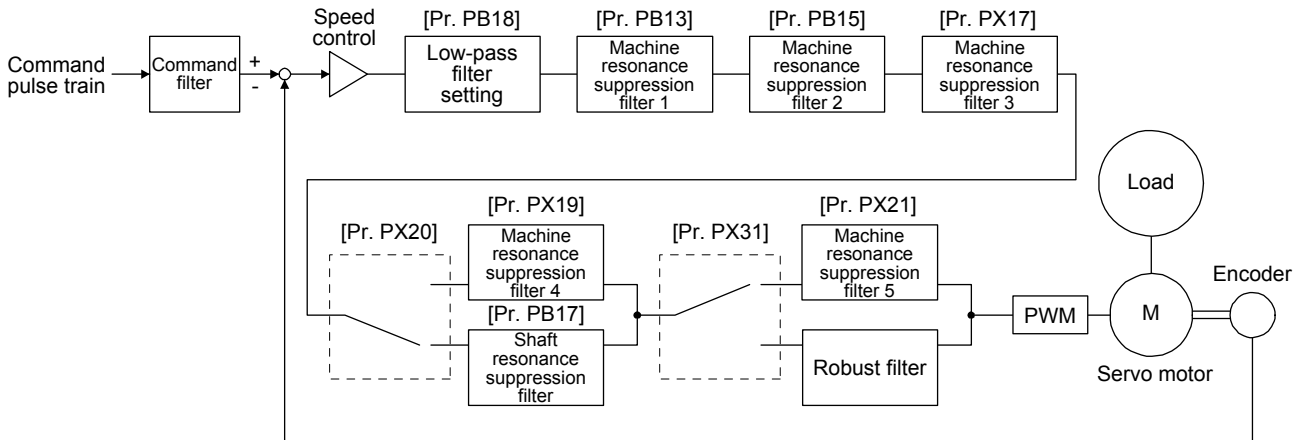 [Pr. PB18]
[Pr. PB13]
[Pr. PB15]
[Pr. PX17]
Speed
control
Command
pulse train
Command
filter
+
-
Low-pass
filter
setting
Machine
resonance
suppression
filter 1
Machine
resonance
suppression
filter 2
Machine
resonance
suppression
filter 3
Load
[Pr. PX20]
[Pr. PX19]
Machine
resonance
suppression
filter 4
[Pr. PB17]
Shaft
resonance
suppression
filter
[Pr. PX31]
[Pr. PX21]
Machine
resonance
suppression
filter 5
Robust filter
PWM
M
Servo motor
Encoder